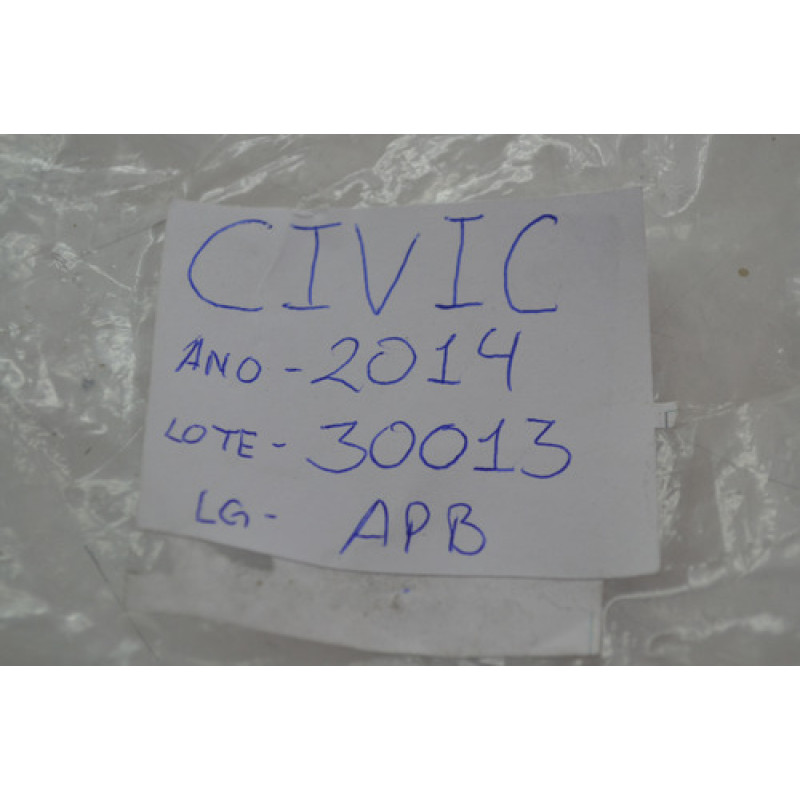 CIVIC
ANO - 2014
LOTE - 30013
LG - APB